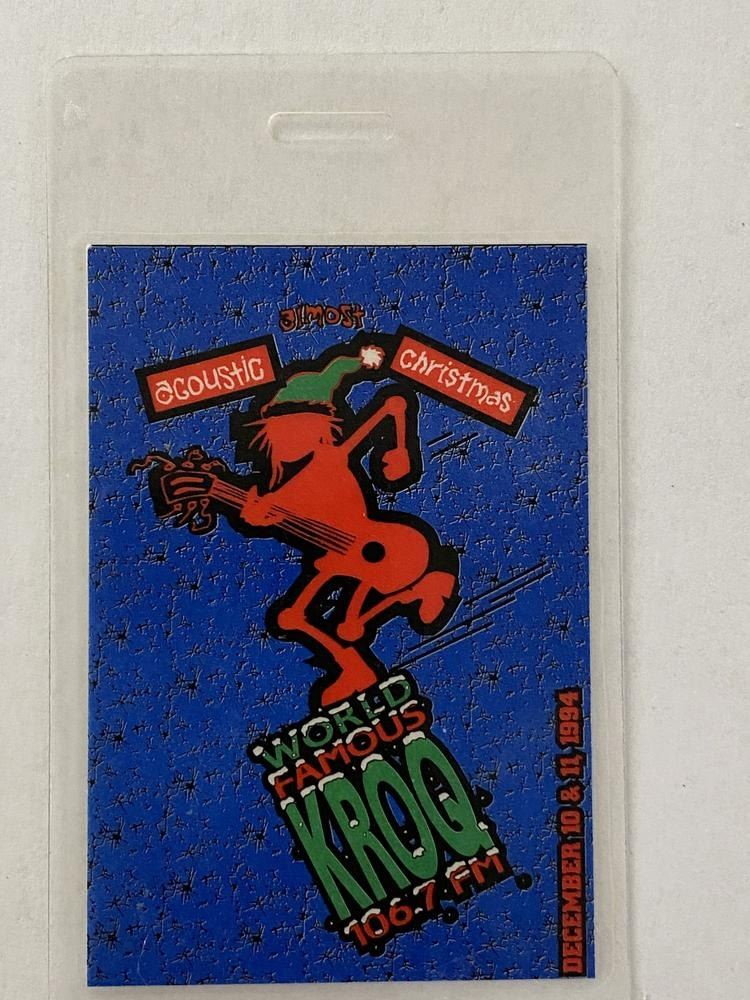 almost
acoustic
christmas
WORLD
FAMOUS
KROQ
106.7 FM
DECEMBER 10 & 11, 1994